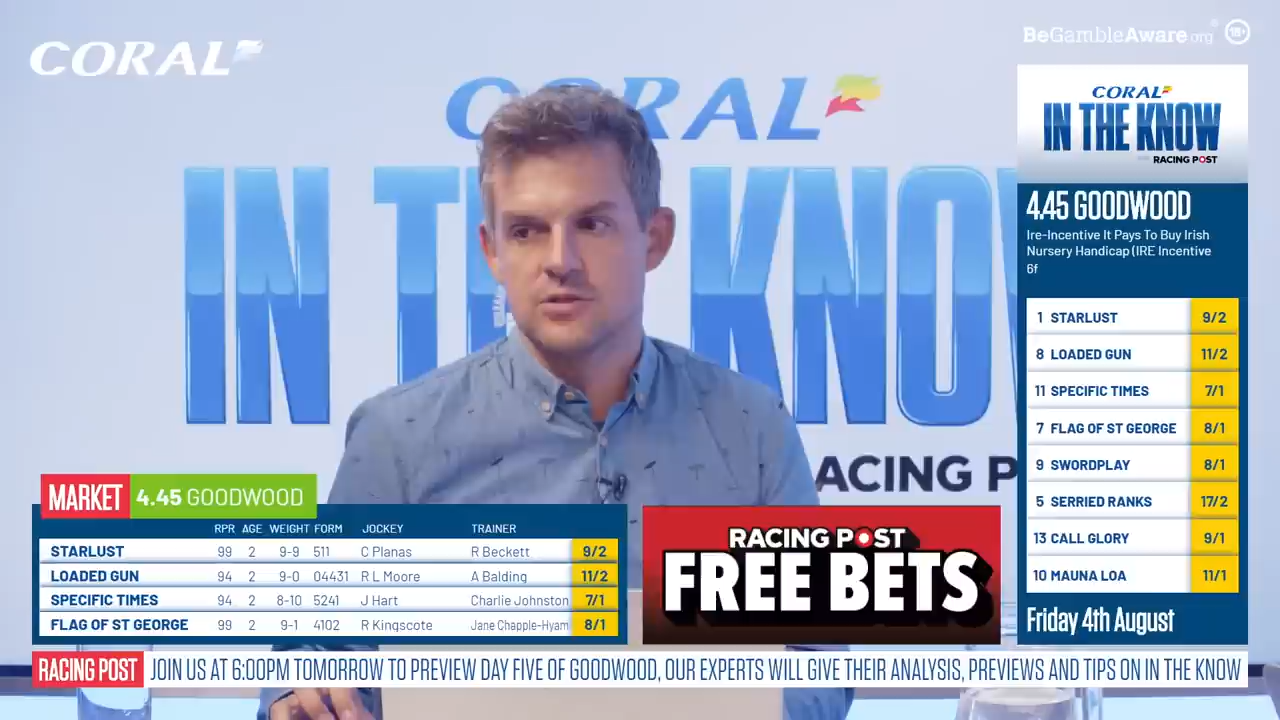 CORAL
BeGambleAware.org 18+
CORAL
IN THE KNOW
RACING P
CORAL
IN THE KNOW
RACING POST
4.45 GOODWOOD
Ire-Incentive It Pays To Buy Irish
Nursery Handicap (IRE Incentive
6f
1 STARLUST 9/2
8 LOADED GUN 11/2
11 SPECIFIC TIMES 7/1
7 FLAG OF ST GEORGE 8/1
9 SWORDPLAY 8/1
5 SERRIED RANKS 17/2
13 CALL GLORY 9/1
10 MAUNA LOA 11/1
Friday 4th August
MARKET 4.45 GOODWOOD
RPR AGE WEIGHT FORM JOCKEY TRAINER
STARLUST 99 2 9-9 511 C Planas R Beckett 9/2
LOADED GUN 94 2 9-0 04431 R L Moore A Balding 11/2
SPECIFIC TIMES 94 2 8-10 5241 J Hart Charlie Johnston 7/1
FLAG OF ST GEORGE 99 2 9-1 4102 R Kingscote Jane Chapple-Hyam 8/1
RACING POST
FREE BETS
RACING POST JOIN US AT 6:00PM TOMORROW TO PREVIEW DAY FIVE OF GOODWOOD, OUR EXPERTS WILL GIVE THEIR ANALYSIS, PREVIEWS AND TIPS ON IN THE KNOW